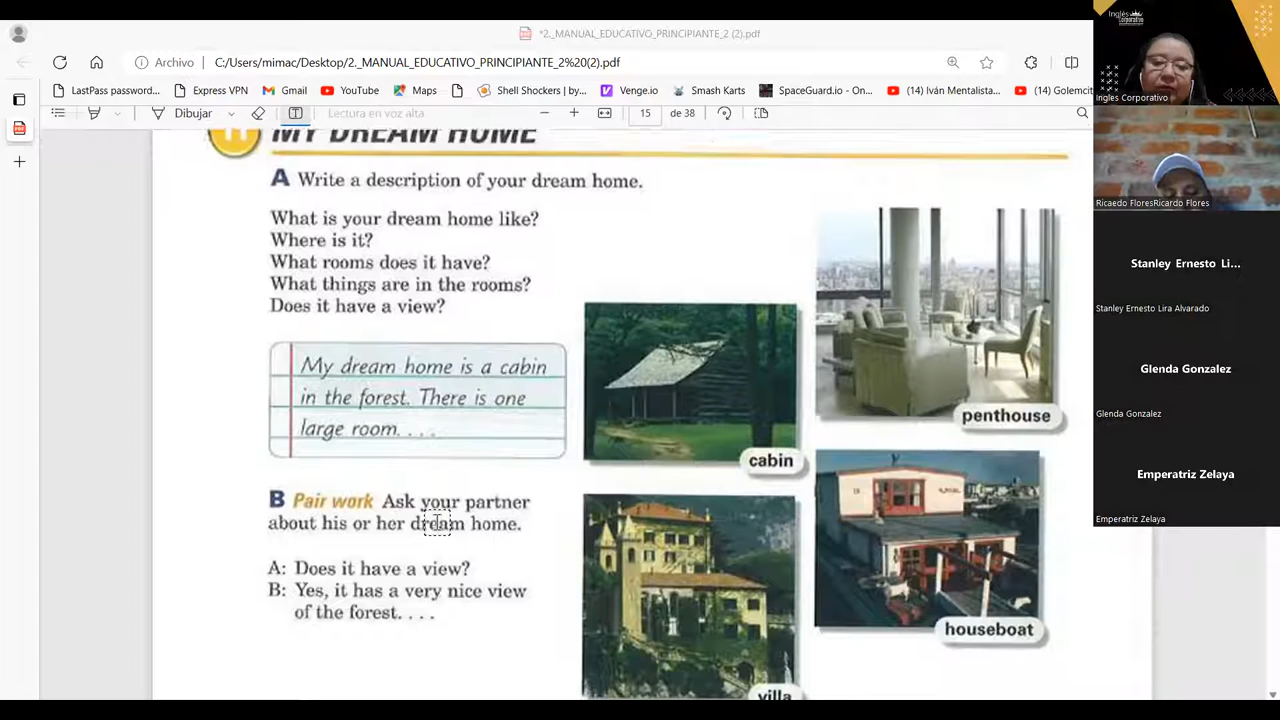 *2._MANUAL_EDUCATIVO_PRINCIPIANTE_2 (2).pdf
Archivo C:/Users/mimac/Desktop/2._MANUAL_EDUCATIVO_PRINCIPIANTE_2%20(2).pdf
LastPass password... Express VPN Gmail YouTube Maps Shell Shockers | by... Venge.io Smash Karts SpaceGuard.io - On... (14) Iván Mentalista... (14) Golemcit
Dibujar Lectura en voz alta 15 de 38
MY DREAM HOME
A Write a description of your dream home.
What is your dream home like?
Where is it?
What rooms does it have?
What things are in the rooms?
Does it have a view?
My dream home is a cabin
in the forest. There is one
large room. . . .
B Pair work Ask your partner
about his or her dream home.
A: Does it have a view?
B: Yes, it has a very nice view
of the forest. . . .
penthouse
cabin
houseboat
villa
Inglés
Corporativo
Ingles Corporativo
Ricaedo FloresRicardo Flores
Stanley Ernesto Li...
Stanley Ernesto Lira Alvarado
Glenda Gonzalez
Glenda Gonzalez
Emperatriz Zelaya
Emperatriz Zelaya